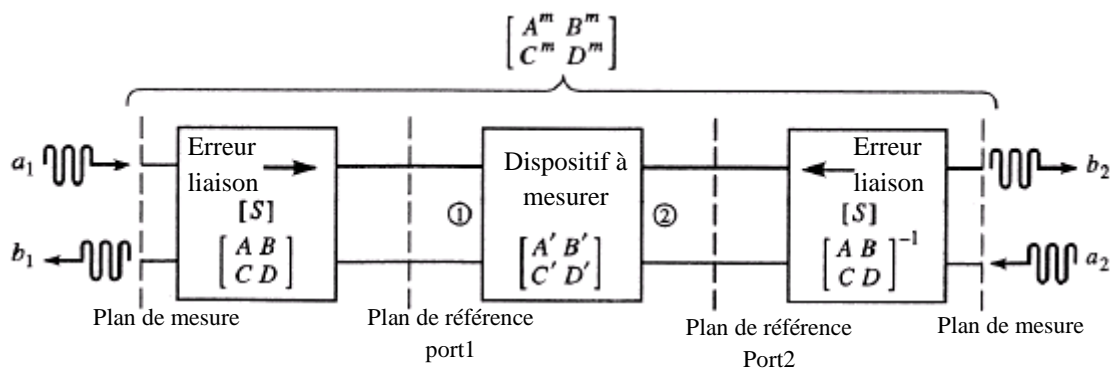 [ A^m B^m
C^m D^m ]
a₁
b₁
Erreur
liaison
[S]
[ A B
C D ]
①
Dispositif à
mesurer
[ A′ B′
C′ D′ ]
②
Erreur
liaison
[S]
[ A B
C D ]⁻¹
b₂
a₂
Plan de mesure
Plan de référence
port1
Plan de référence
Port2
Plan de mesure